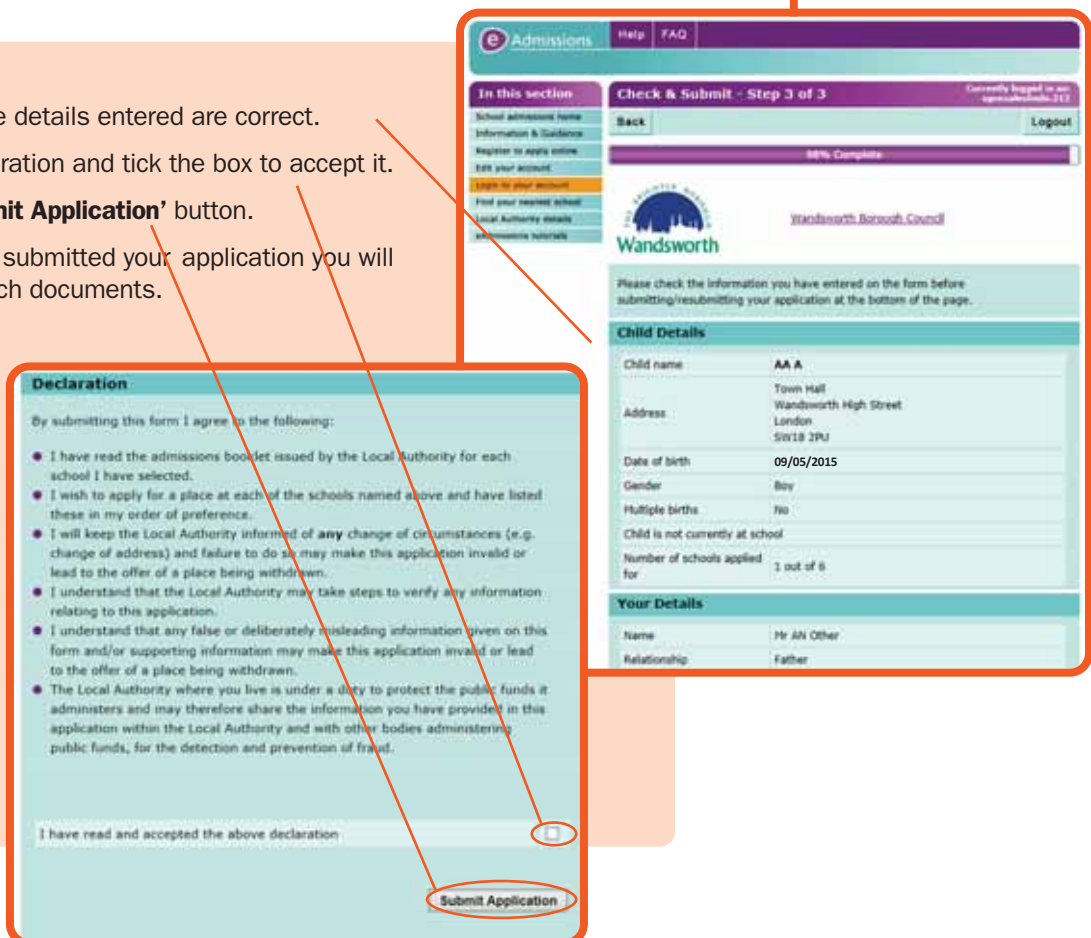 e details entered are correct.
ration and tick the box to accept it.
nit Application' button.
submitted your application you will
ch documents.
e Admissions
Help FAQ
In this section
School admissions home
Information & Guidance
Register to apply online
Edit your account
Login to your account
Find your nearest school
Local Authority details
eAdmissions tutorials
Check & Submit - Step 3 of 3
Currently logged in as:
Back
Logout
98% Complete
THE BRIGHTER BOROUGH
Wandsworth
Wandsworth Borough Council
Please check the information you have entered on the form before
submitting/resubmitting your application at the bottom of the page.
Child Details
Child name AA A
Address Town Hall
Wandsworth High Street
London
SW18 2PU
Date of birth 09/05/2015
Gender Boy
Multiple births No
Child is not currently at school
Number of schools applied
for 1 out of 6
Your Details
Name Mr AN Other
Relationship Father
Declaration
By submitting this form I agree to the following:
● I have read the admissions booklet issued by the Local Authority for each
school I have selected.
● I wish to apply for a place at each of the schools named above and have listed
these in my order of preference.
● I will keep the Local Authority informed of any change of circumstances (e.g.
change of address) and failure to do so may make this application invalid or
lead to the offer of a place being withdrawn.
● I understand that the Local Authority may take steps to verify any information
relating to this application.
● I understand that any false or deliberately misleading information given on this
form and/or supporting information may make this application invalid or lead
to the offer of a place being withdrawn.
● The Local Authority where you live is under a duty to protect the public funds it
administers and may therefore share the information you have provided in this
application within the Local Authority and with other bodies administering
public funds, for the detection and prevention of fraud.
I have read and accepted the above declaration
Submit Application